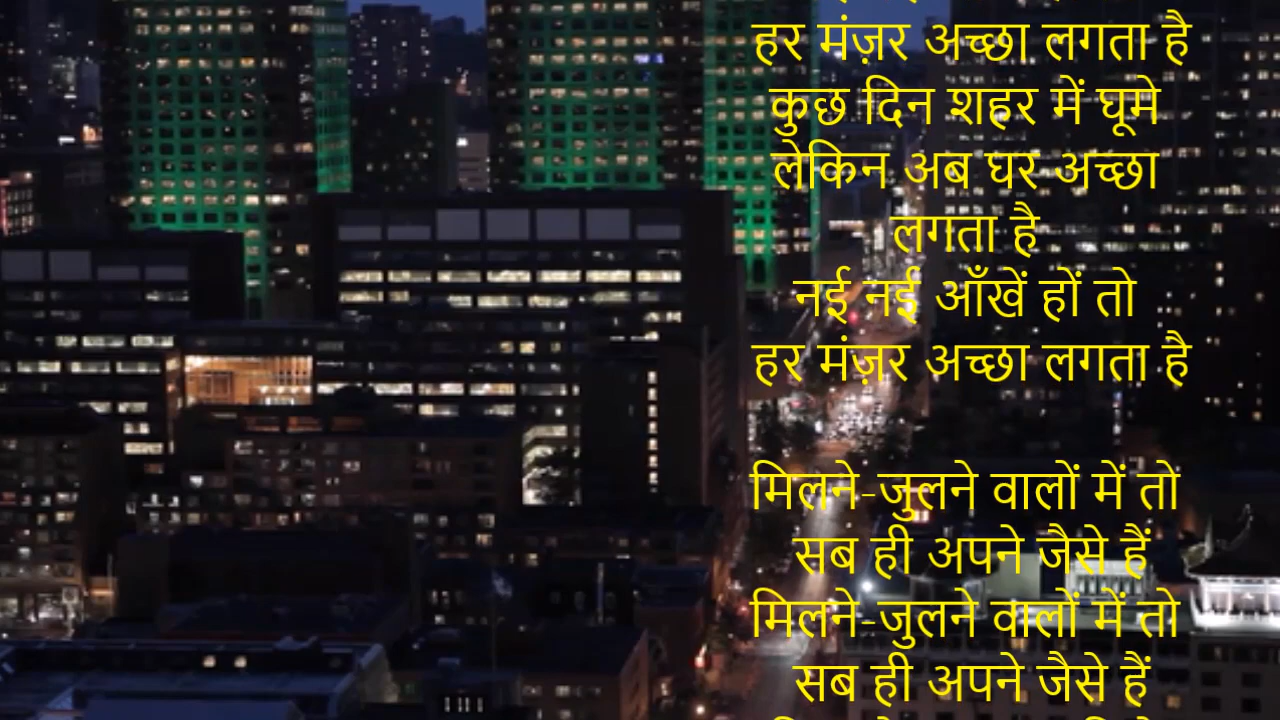 हर मंज़र अच्छा लगता है
कुछ दिन शहर में घूमे
लेकिन अब घर अच्छा
लगता है
नई नई आँखें हों तो
हर मंज़र अच्छा लगता है
मिलने-जुलने वालों में तो
सब ही अपने जैसे हैं
मिलने-जुलने वालों में तो
सब ही अपने जैसे हैं